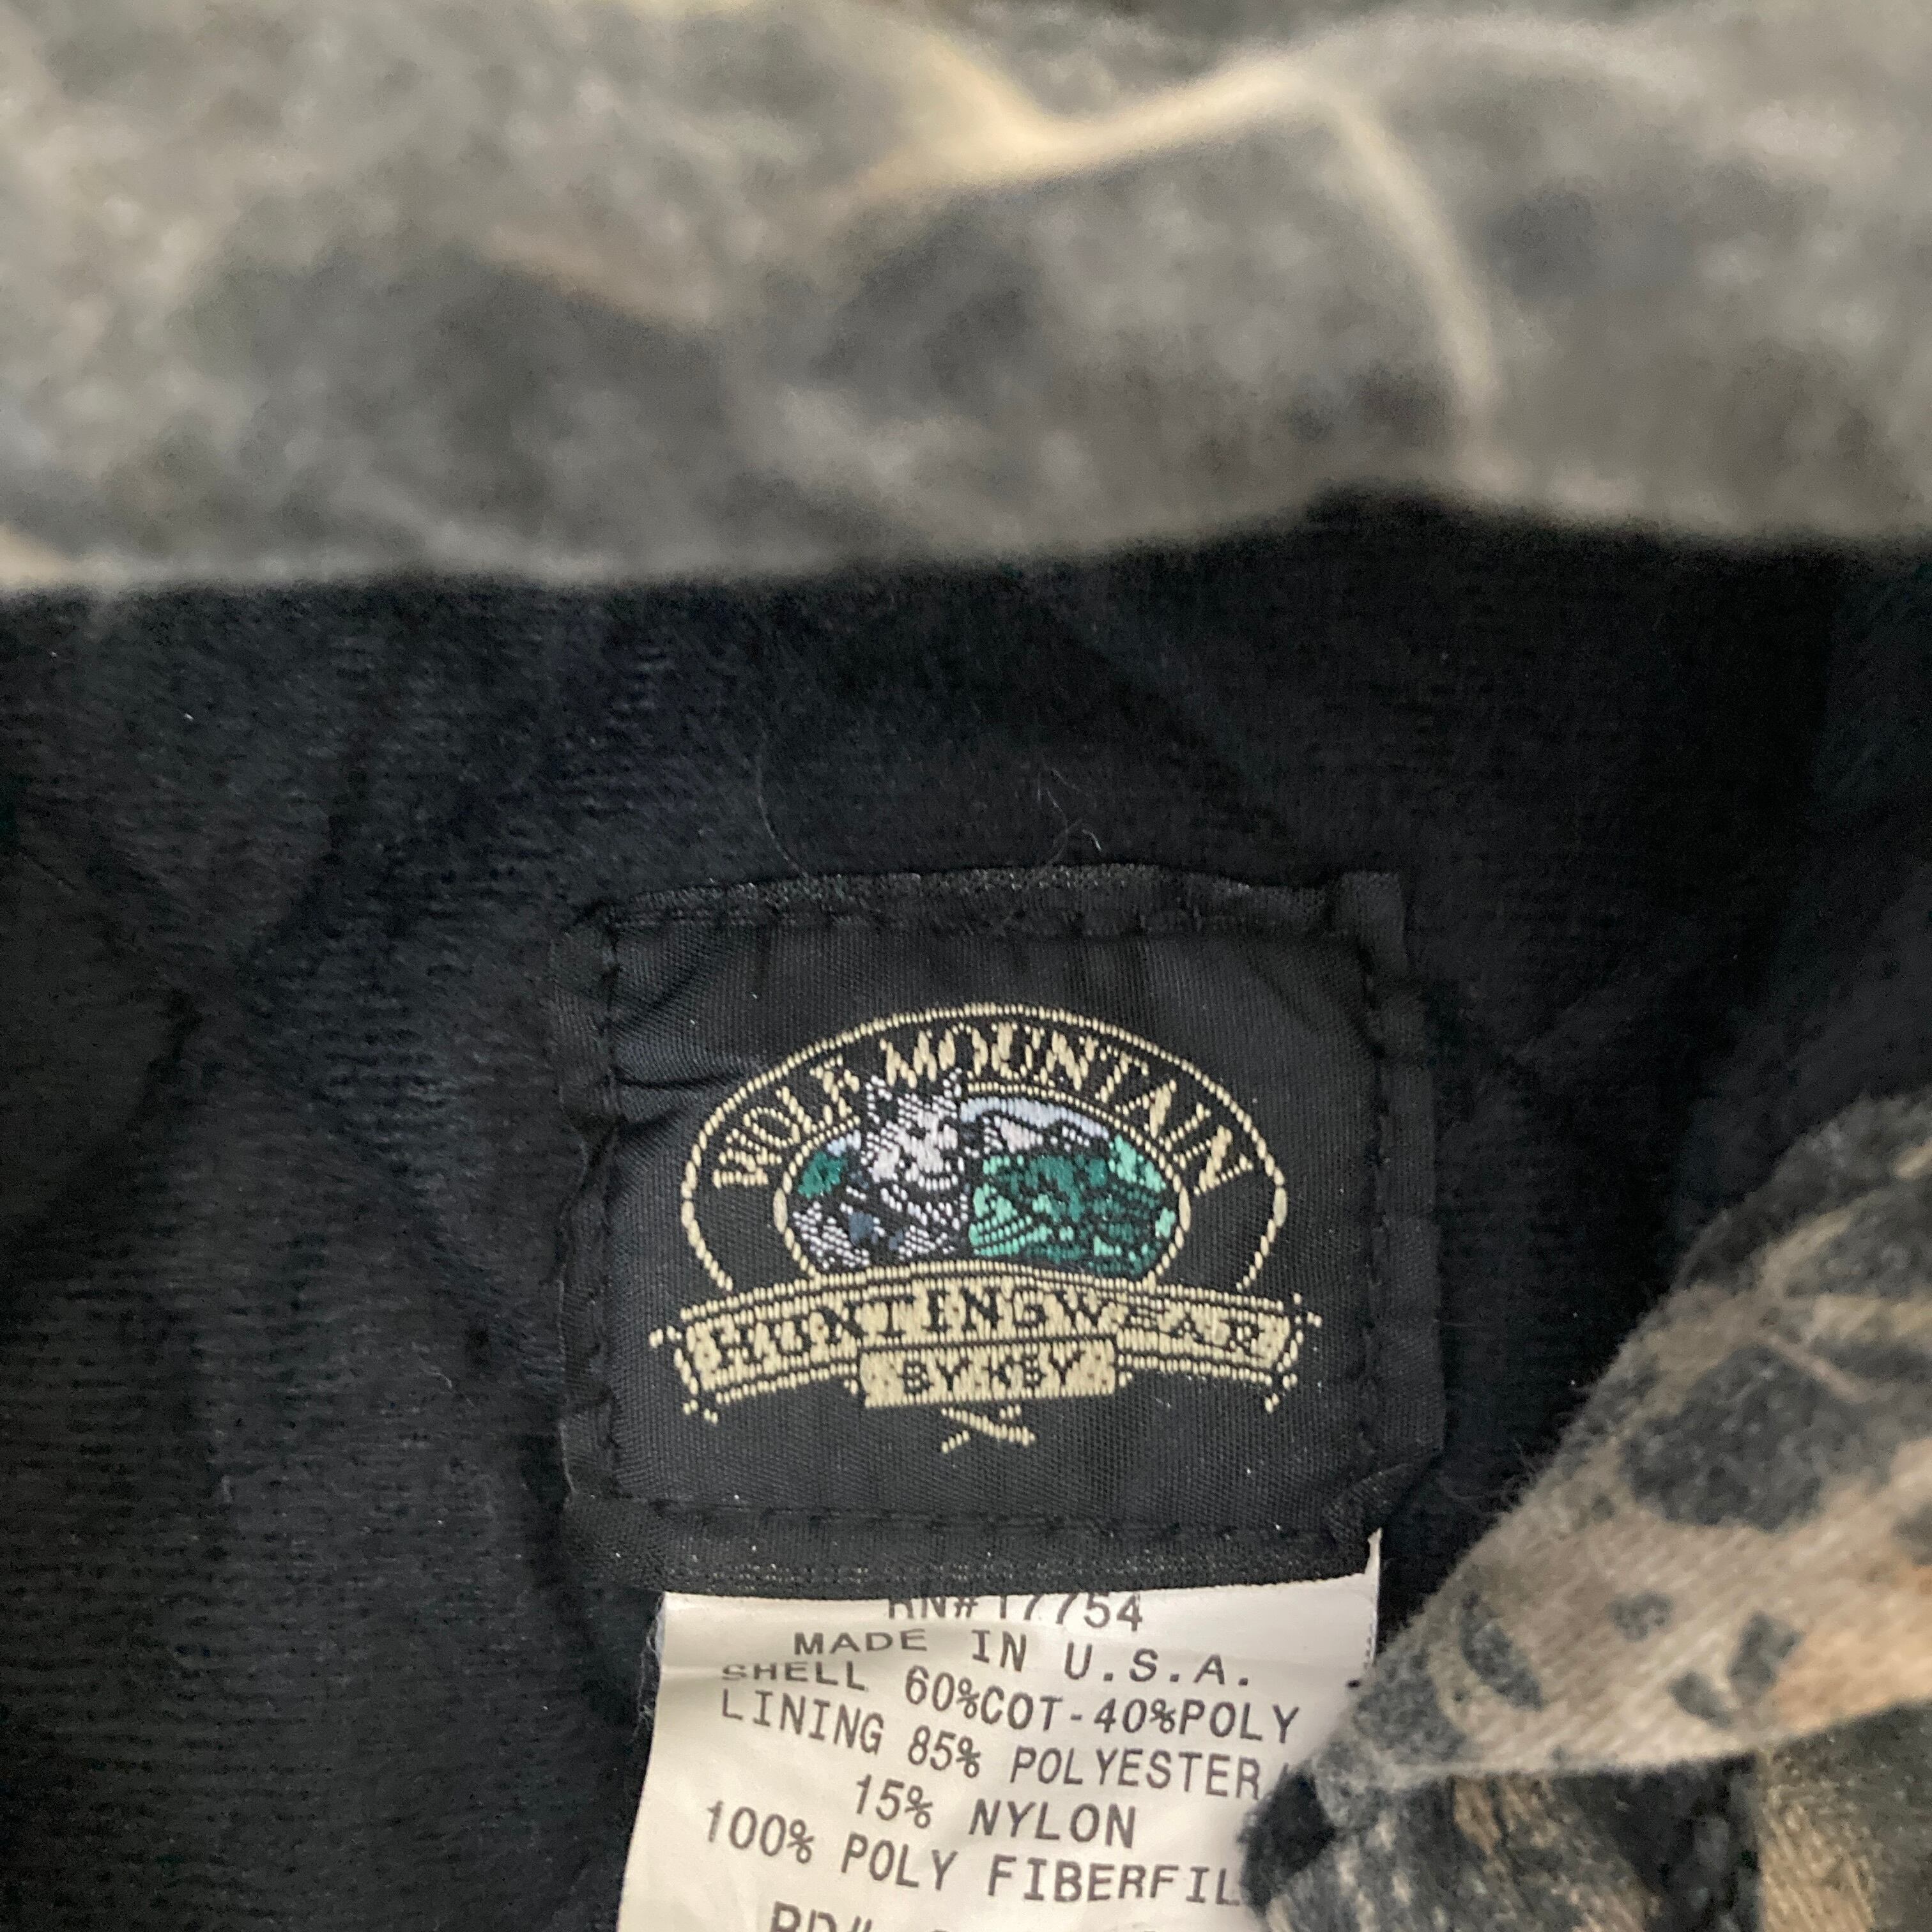 WOLF MOUNTAIN
HUNTINGWEAR
BY KEY
RN# 17754
MADE IN U.S.A.
SHELL 60%COT-40%POLY
LINING 85% POLYESTER
15% NYLON
100% POLY FIBERFIL